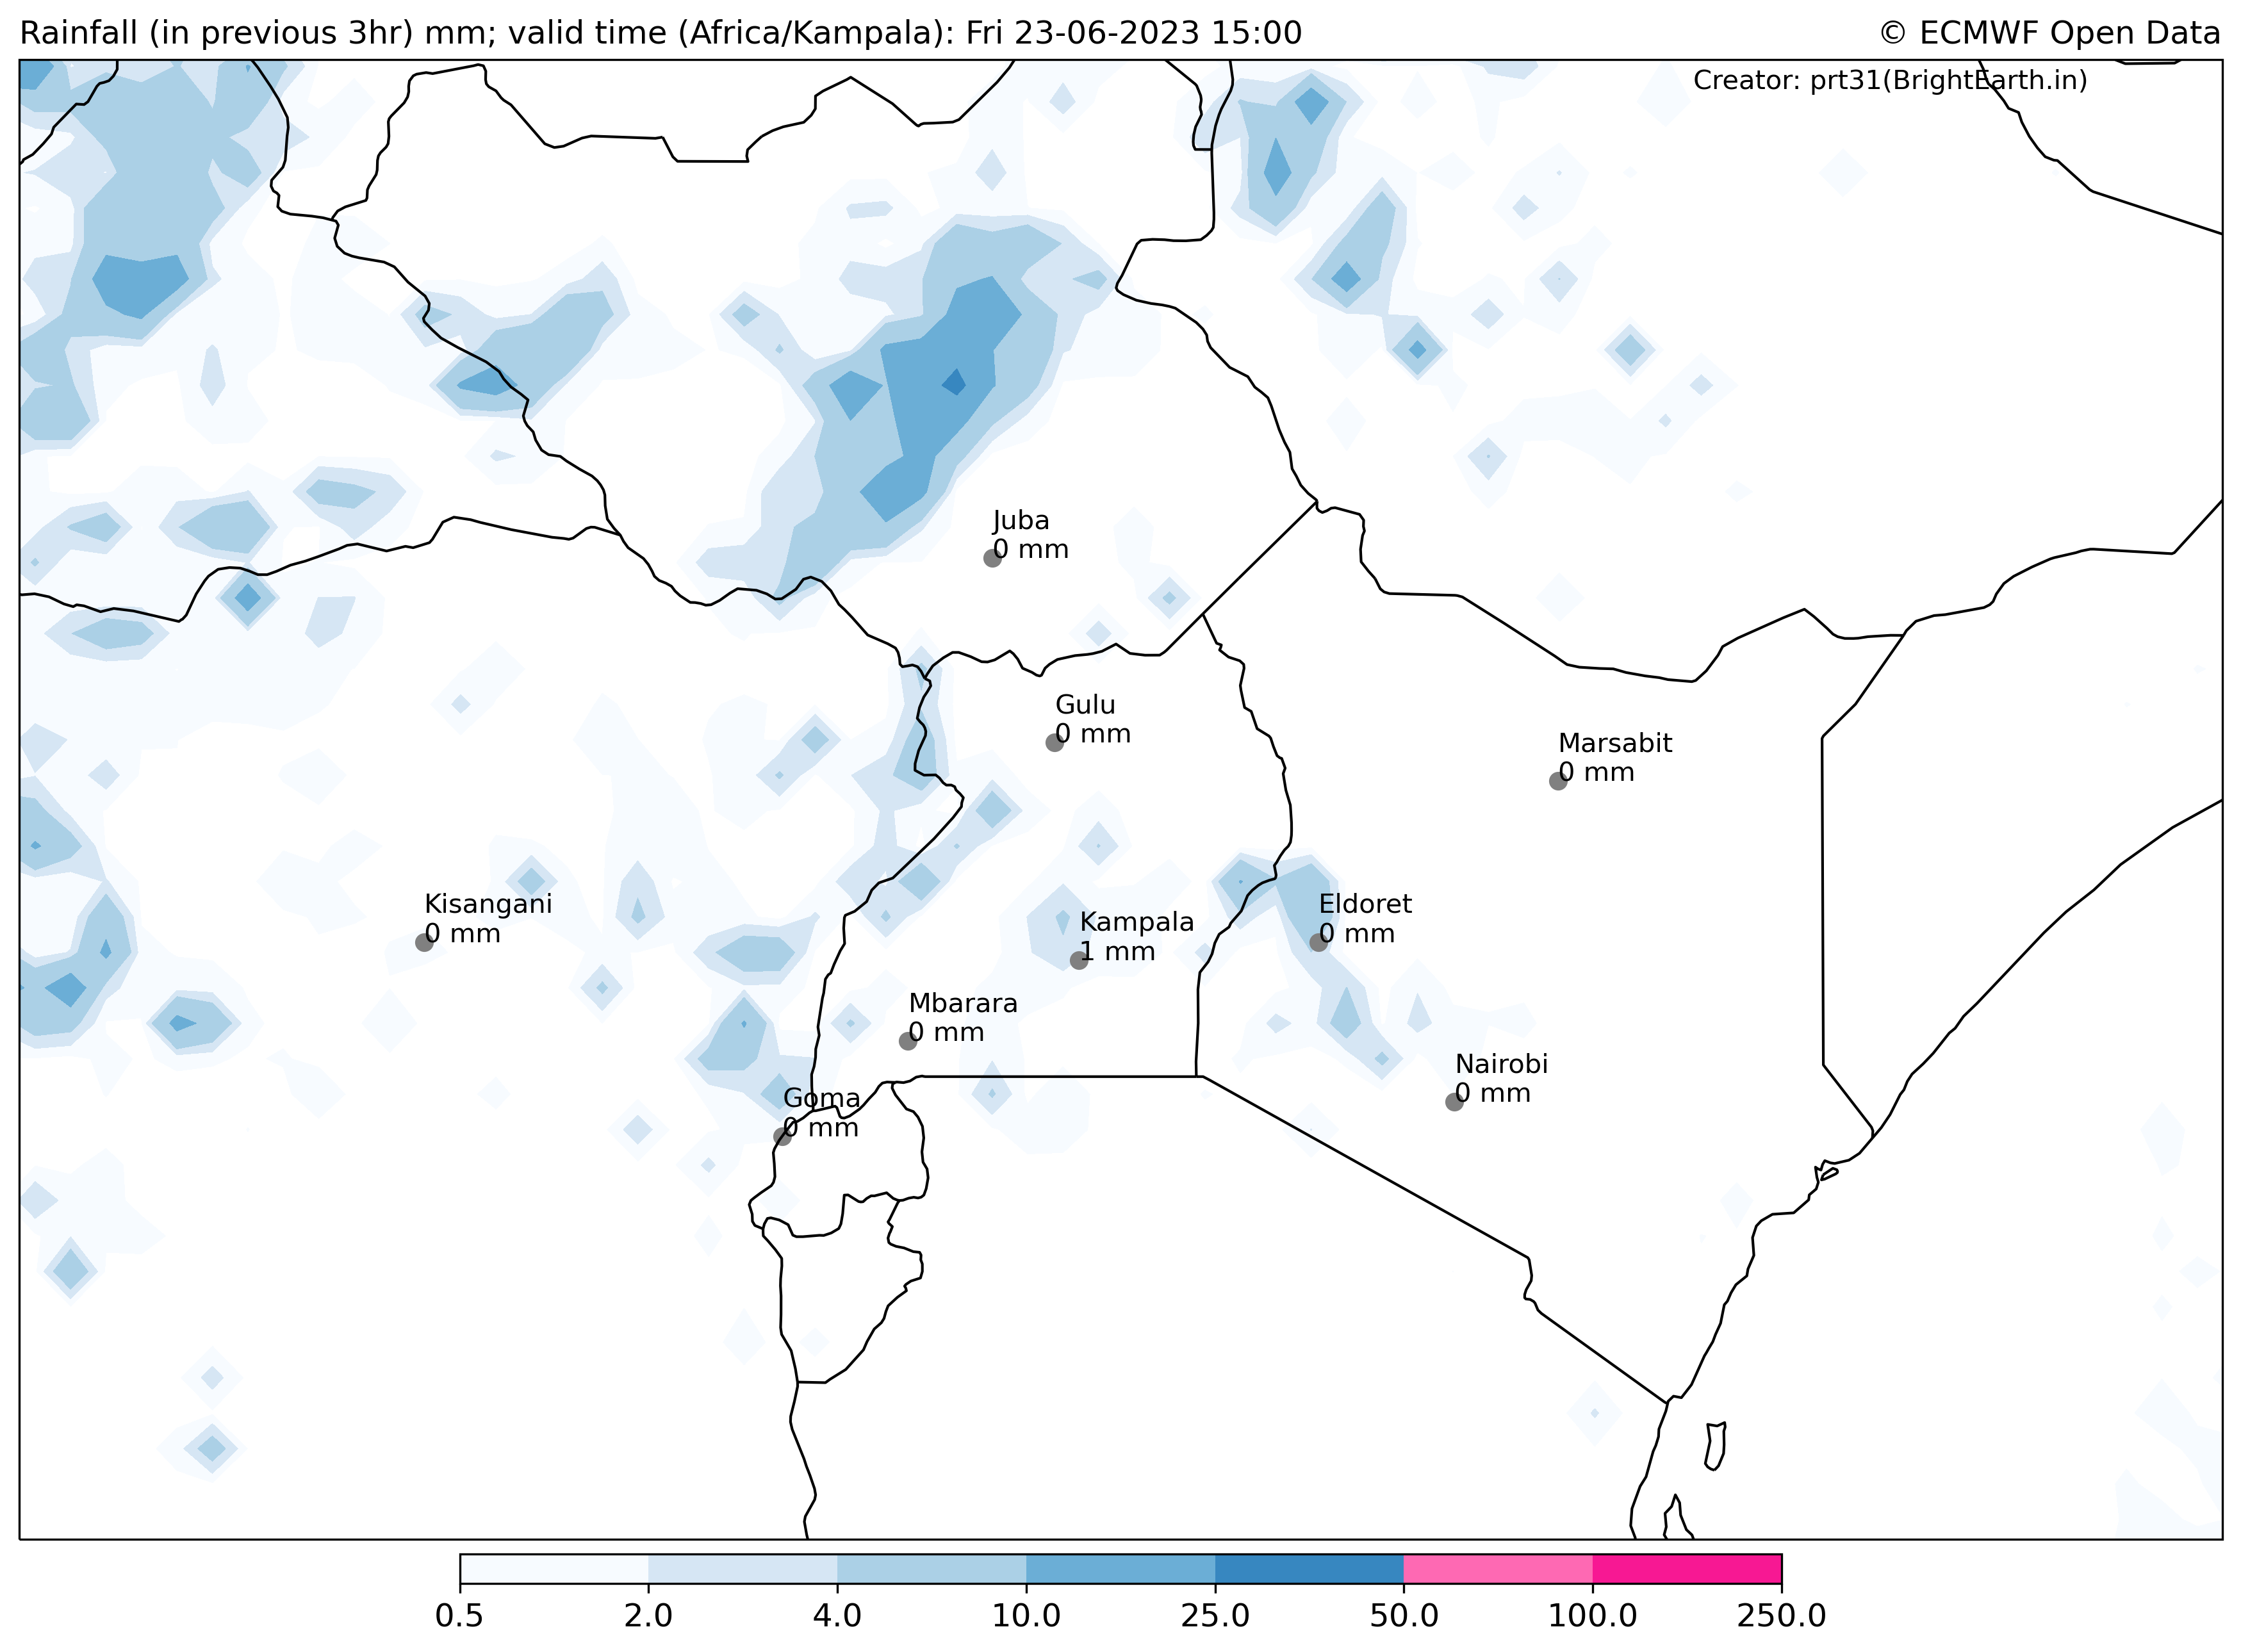 Rainfall (in previous 3hr) mm; valid time (Africa/Kampala): Fri 23-06-2023 15:00
© ECMWF Open Data
Creator: prt31(BrightEarth.in)
Juba
0 mm
Gulu
0 mm
Marsabit
0 mm
Kisangani
0 mm
Kampala
1 mm
Eldoret
0 mm
Mbarara
0 mm
Nairobi
0 mm
Goma
0 mm
0.5 2.0 4.0 10.0 25.0 50.0 100.0 250.0